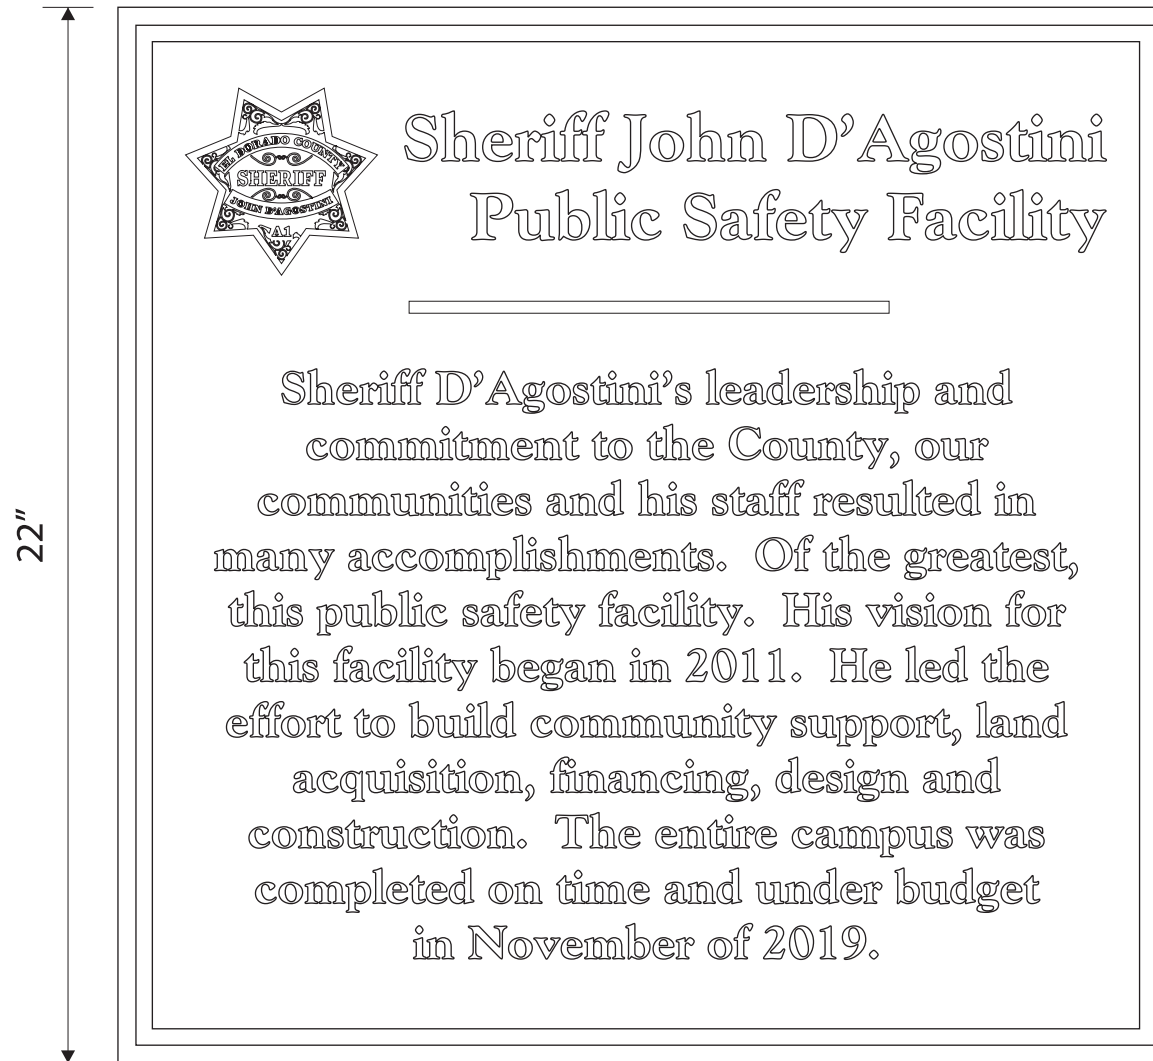 22"
EL DORADO COUNTY
SHERIFF
JOHN D'AGOSTINI
A1
Sheriff John D’Agostini
Public Safety Facility
Sheriff D’Agostini’s leadership and
commitment to the County, our
communities and his staff resulted in
many accomplishments.  Of the greatest,
this public safety facility.  His vision for
this facility began in 2011.  He led the
effort to build community support, land
acquisition, financing, design and
construction.  The entire campus was
completed on time and under budget
in November of 2019.